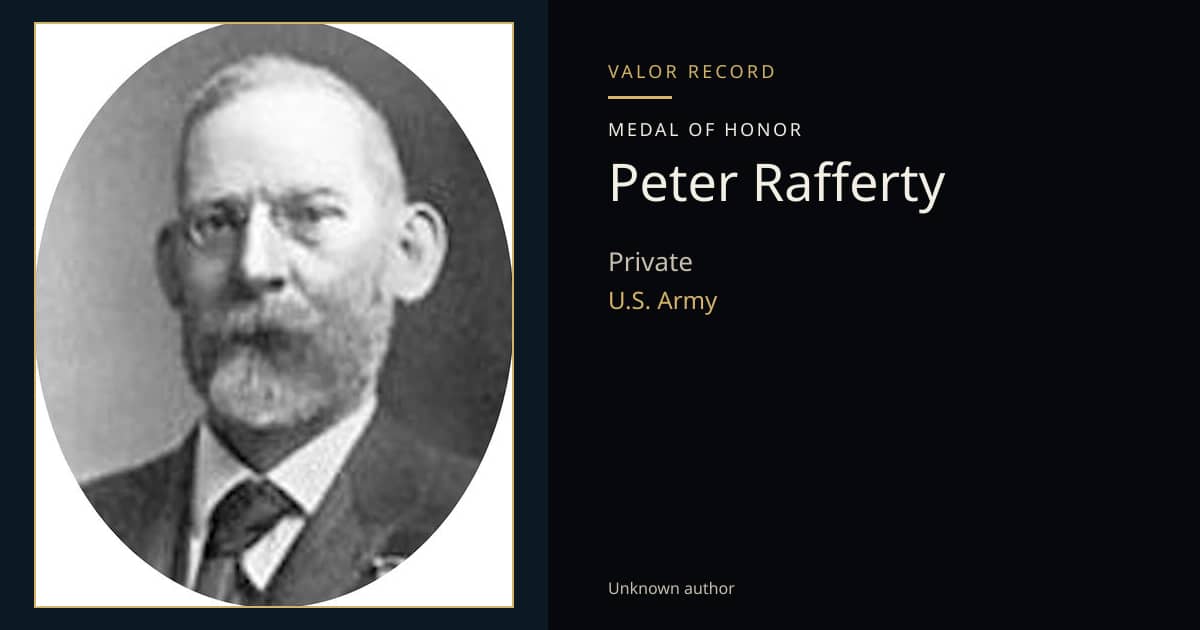 VALOR RECORD
MEDAL OF HONOR
Peter Rafferty
Private
U.S. Army
Unknown author